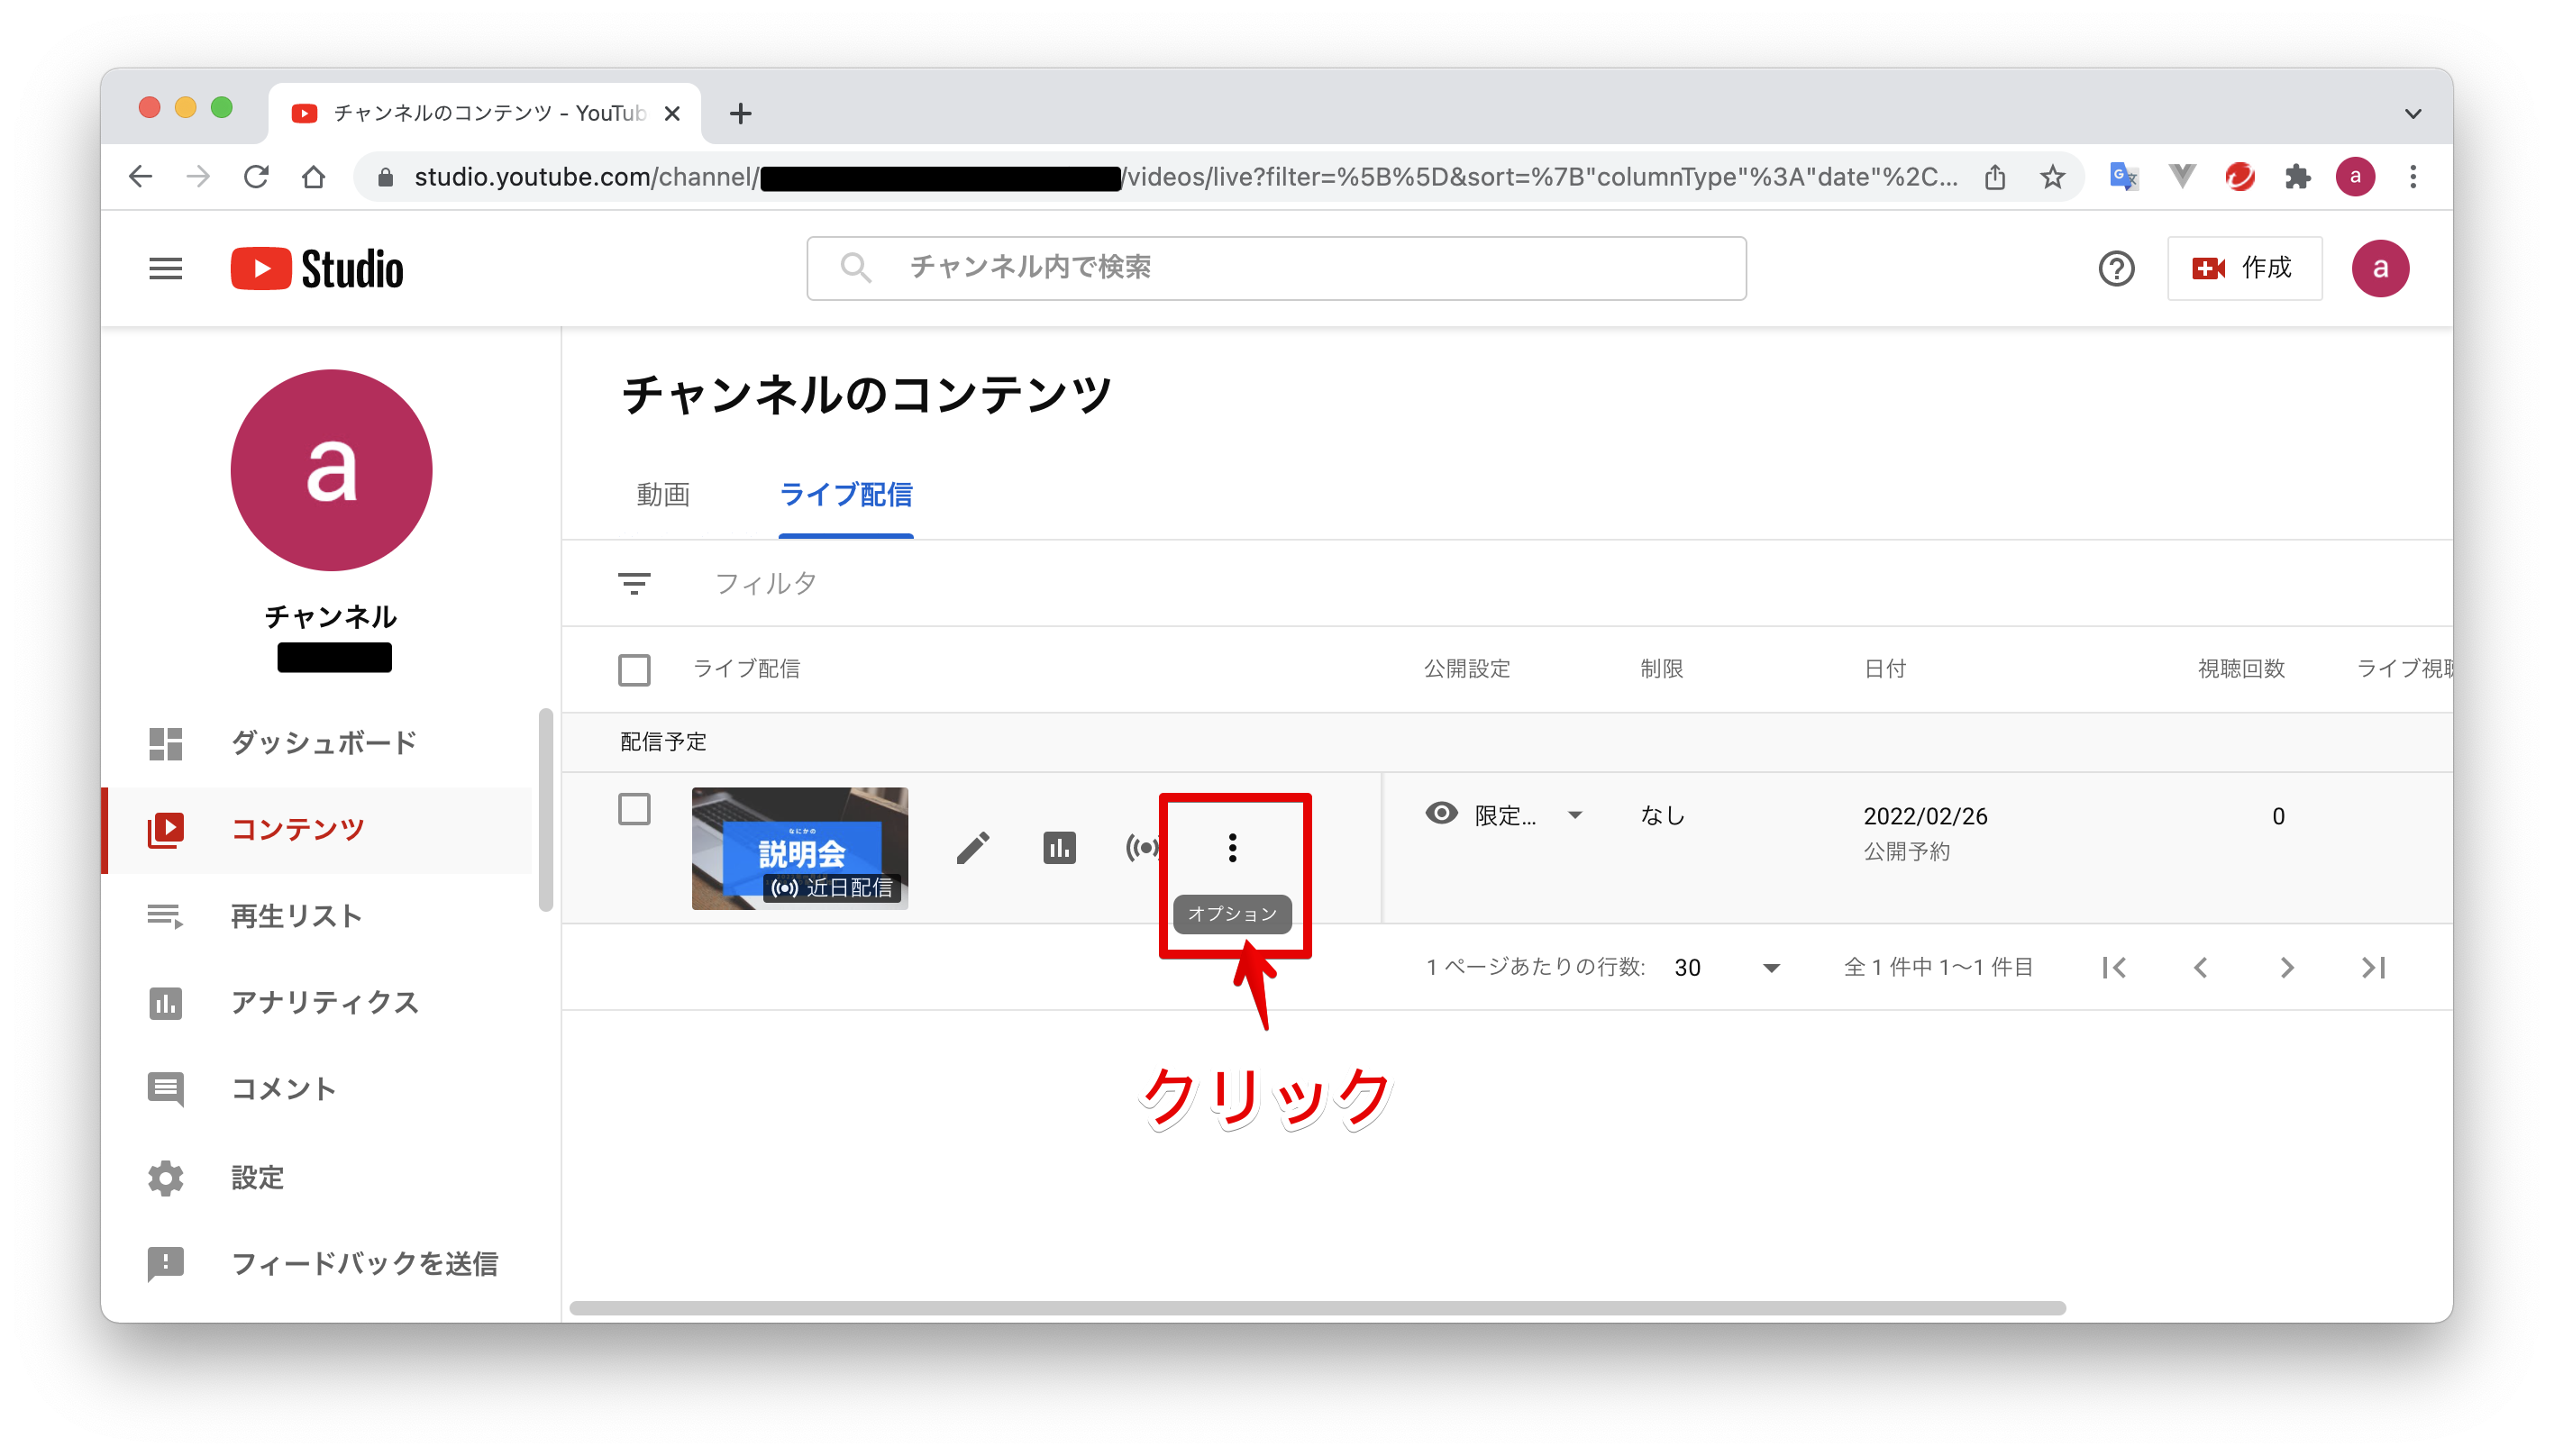 チャンネルのコンテンツ - YouTub
studio.youtube.com/channel/ /videos/live?filter=%5B%5D&sort=%7B"columnType"%3A"date"%2C...
a
Studio
チャンネル内で検索
作成
a
a
チャンネル
ダッシュボード
コンテンツ
再生リスト
アナリティクス
コメント
設定
フィードバックを送信
チャンネルのコンテンツ
動画 ライブ配信
フィルタ
ライブ配信 公開設定 制限 日付 視聴回数 ライブ視聴
配信予定
なにかの
説明会
近日配信
オプション
限定... なし 2022/02/26 0
公開予約
1 ページあたりの行数: 30 全 1 件中 1～1 件目
クリック